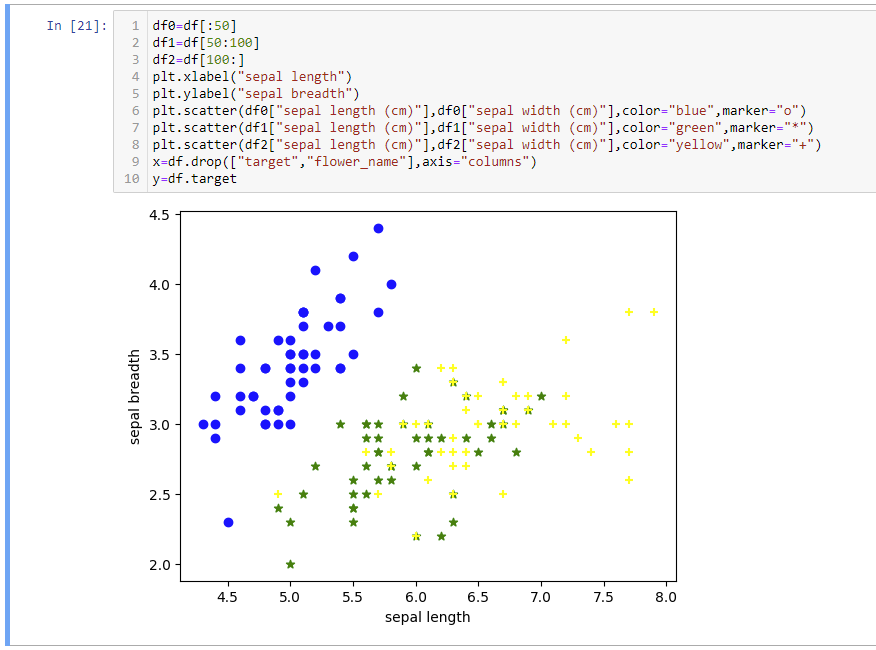 In [21]:
1 df0=df[:50]
2 df1=df[50:100]
3 df2=df[100:]
4 plt.xlabel("sepal length")
5 plt.ylabel("sepal breadth")
6 plt.scatter(df0["sepal length (cm)"],df0["sepal width (cm)"],color="blue",marker="o")
7 plt.scatter(df1["sepal length (cm)"],df1["sepal width (cm)"],color="green",marker="*")
8 plt.scatter(df2["sepal length (cm)"],df2["sepal width (cm)"],color="yellow",marker="+")
9 x=df.drop(["target","flower_name"],axis="columns")
10 y=df.target
4.5
4.0
3.5
3.0
2.5
2.0
sepal breadth
4.5 5.0 5.5 6.0 6.5 7.0 7.5 8.0
sepal length